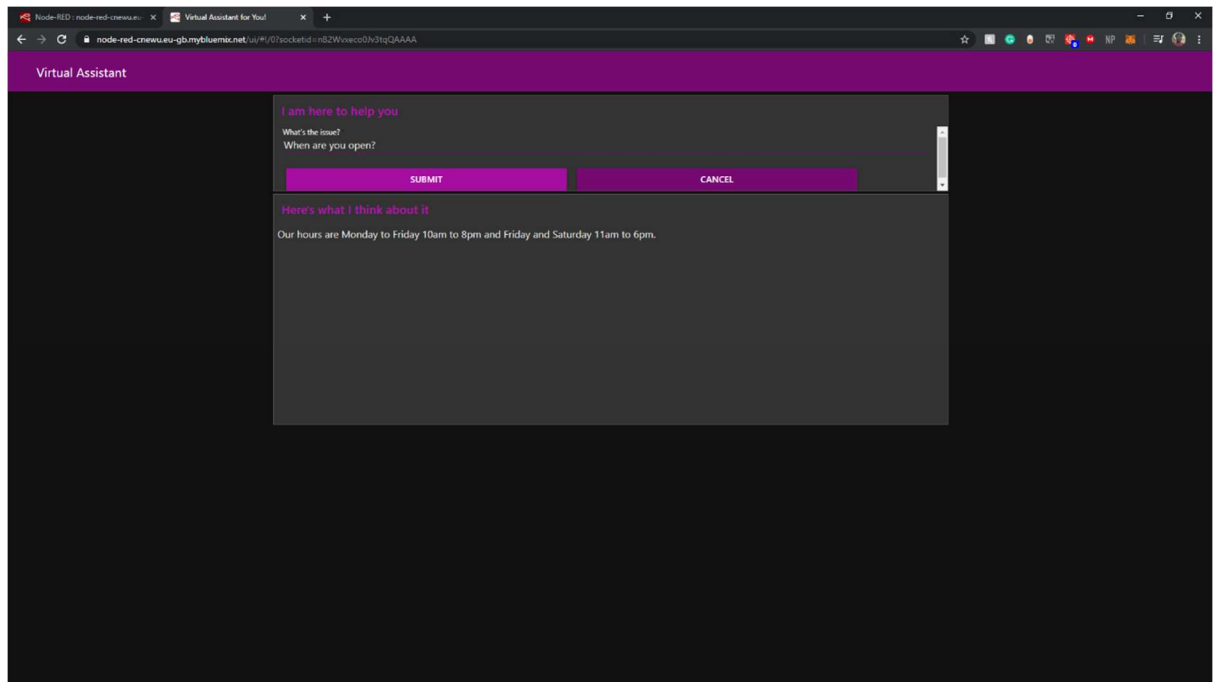 Node-RED : node-red-cnewu.eu-
Virtual Assistant for You!
node-red-cnewu.eu-gb.mybluemix.net/ui/#!/0?socketid=
NP
Virtual Assistant
I am here to help you
What's the issue?
When are you open?
SUBMIT
CANCEL
Here's what I think about it
Our hours are Monday to Friday 10am to 8pm and Friday and Saturday 11am to 6pm.